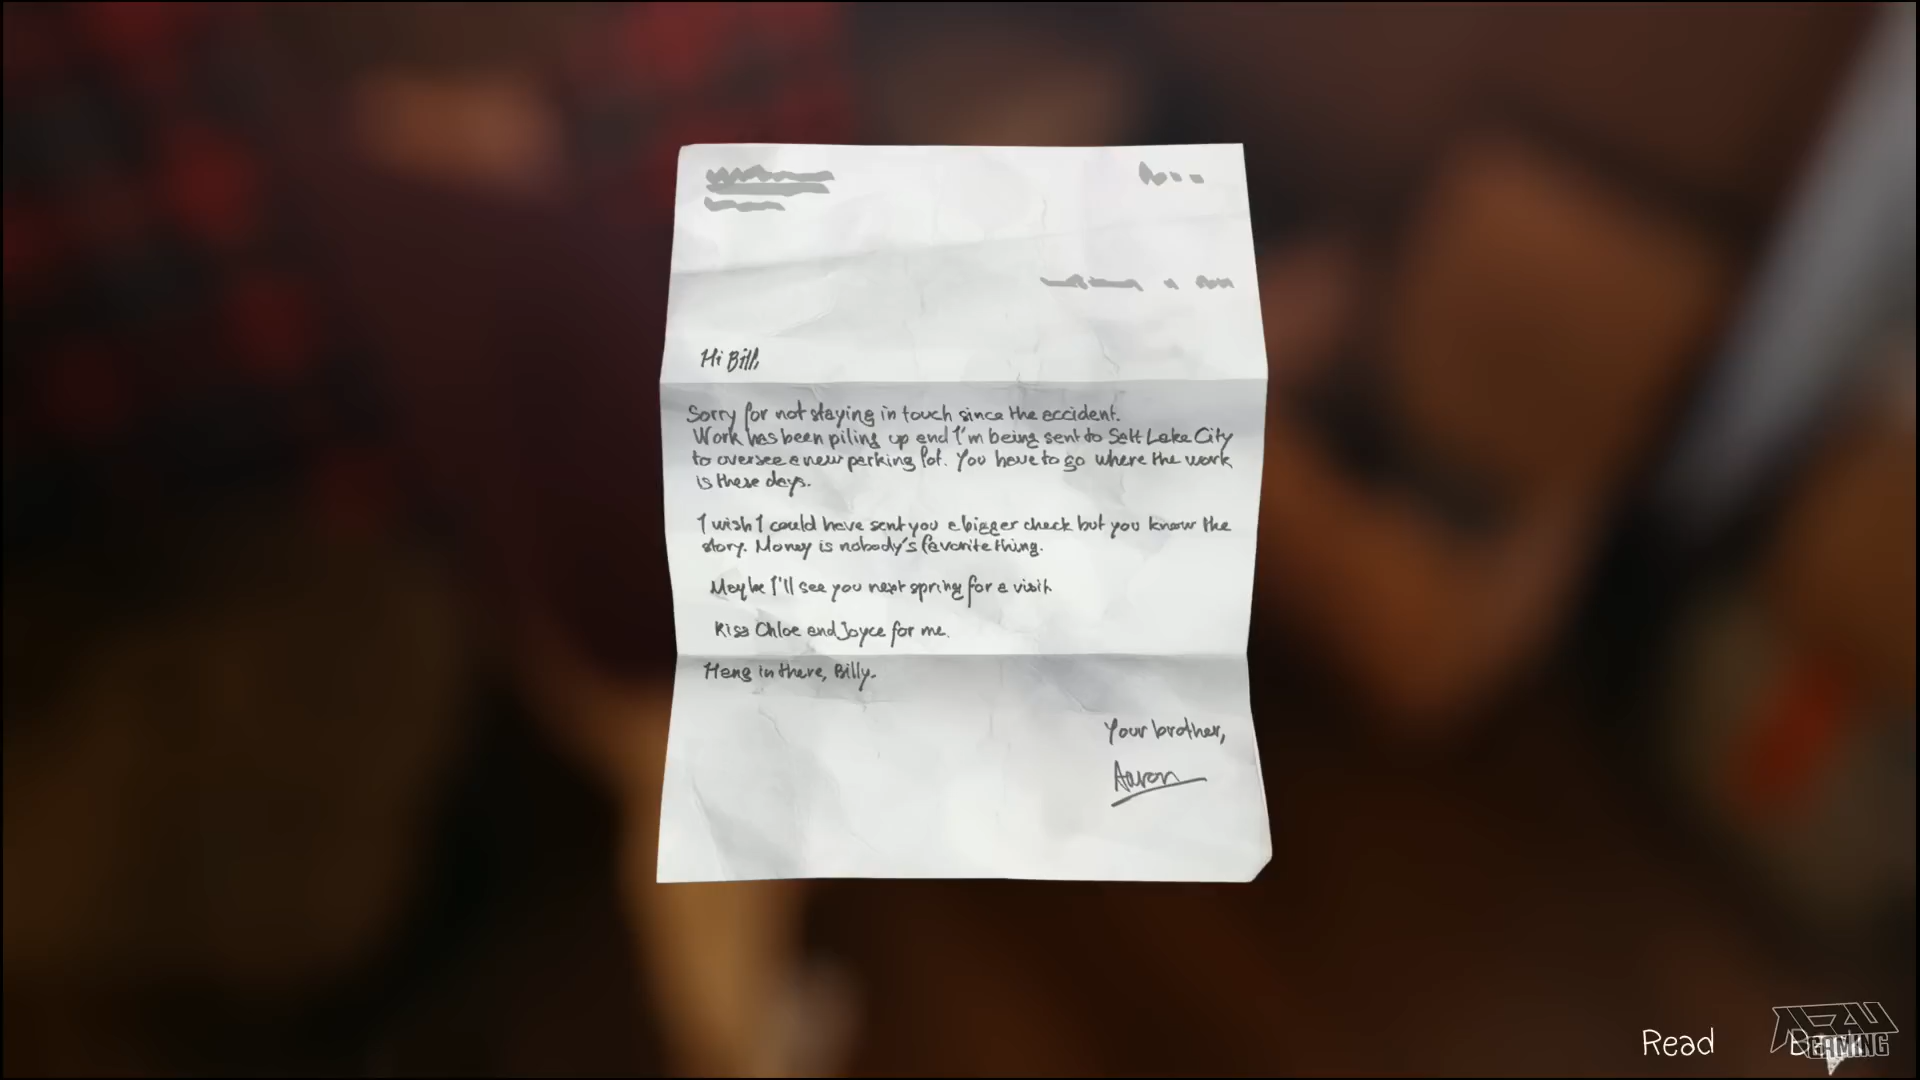 Hi Bill,
Sorry for not staying in touch since the accident.
Work has been piling up and I'm being sent to Salt Lake City
to oversee a new parking lot. You have to go where the work
is these days.
I wish I could have sent you a bigger check but you know the
story. Money is nobody's favorite thing.
Maybe I'll see you next spring for a visit.
Kiss Chloe and Joyce for me.
Hang in there, Billy.
Your brother,
Aaron
Read
GAMING